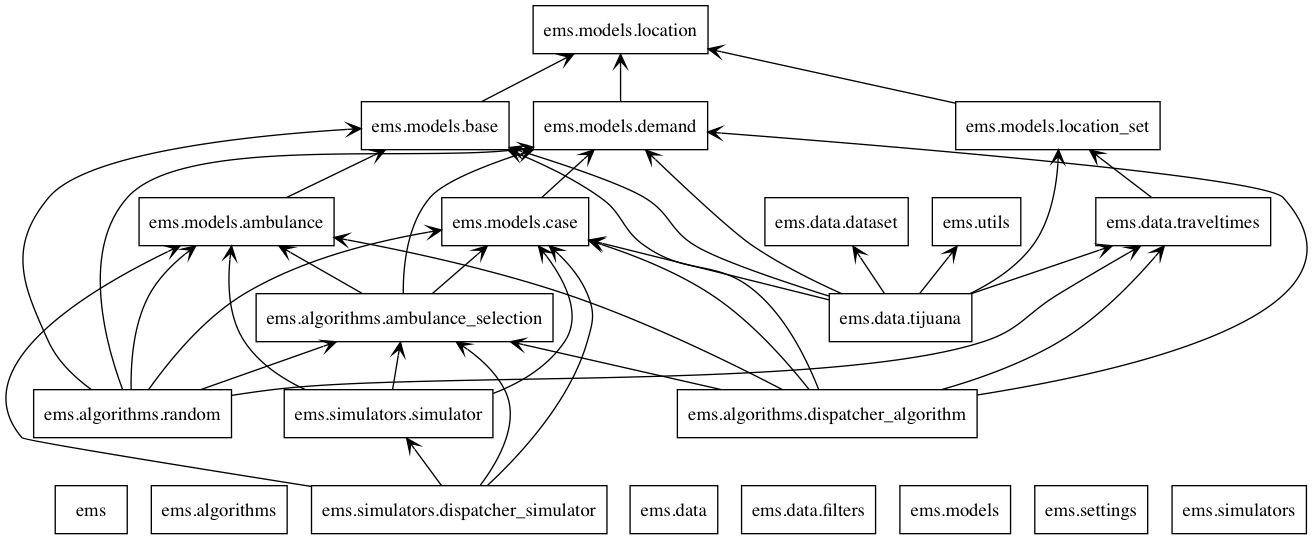 ems.models.location
ems.models.base
ems.models.demand
ems.models.location_set
ems.models.ambulance
ems.models.case
ems.data.dataset
ems.utils
ems.data.traveltimes
ems.algorithms.ambulance_selection
ems.data.tijuana
ems.algorithms.random
ems.simulators.simulator
ems.algorithms.dispatcher_algorithm
ems
ems.algorithms
ems.simulators.dispatcher_simulator
ems.data
ems.data.filters
ems.models
ems.settings
ems.simulators